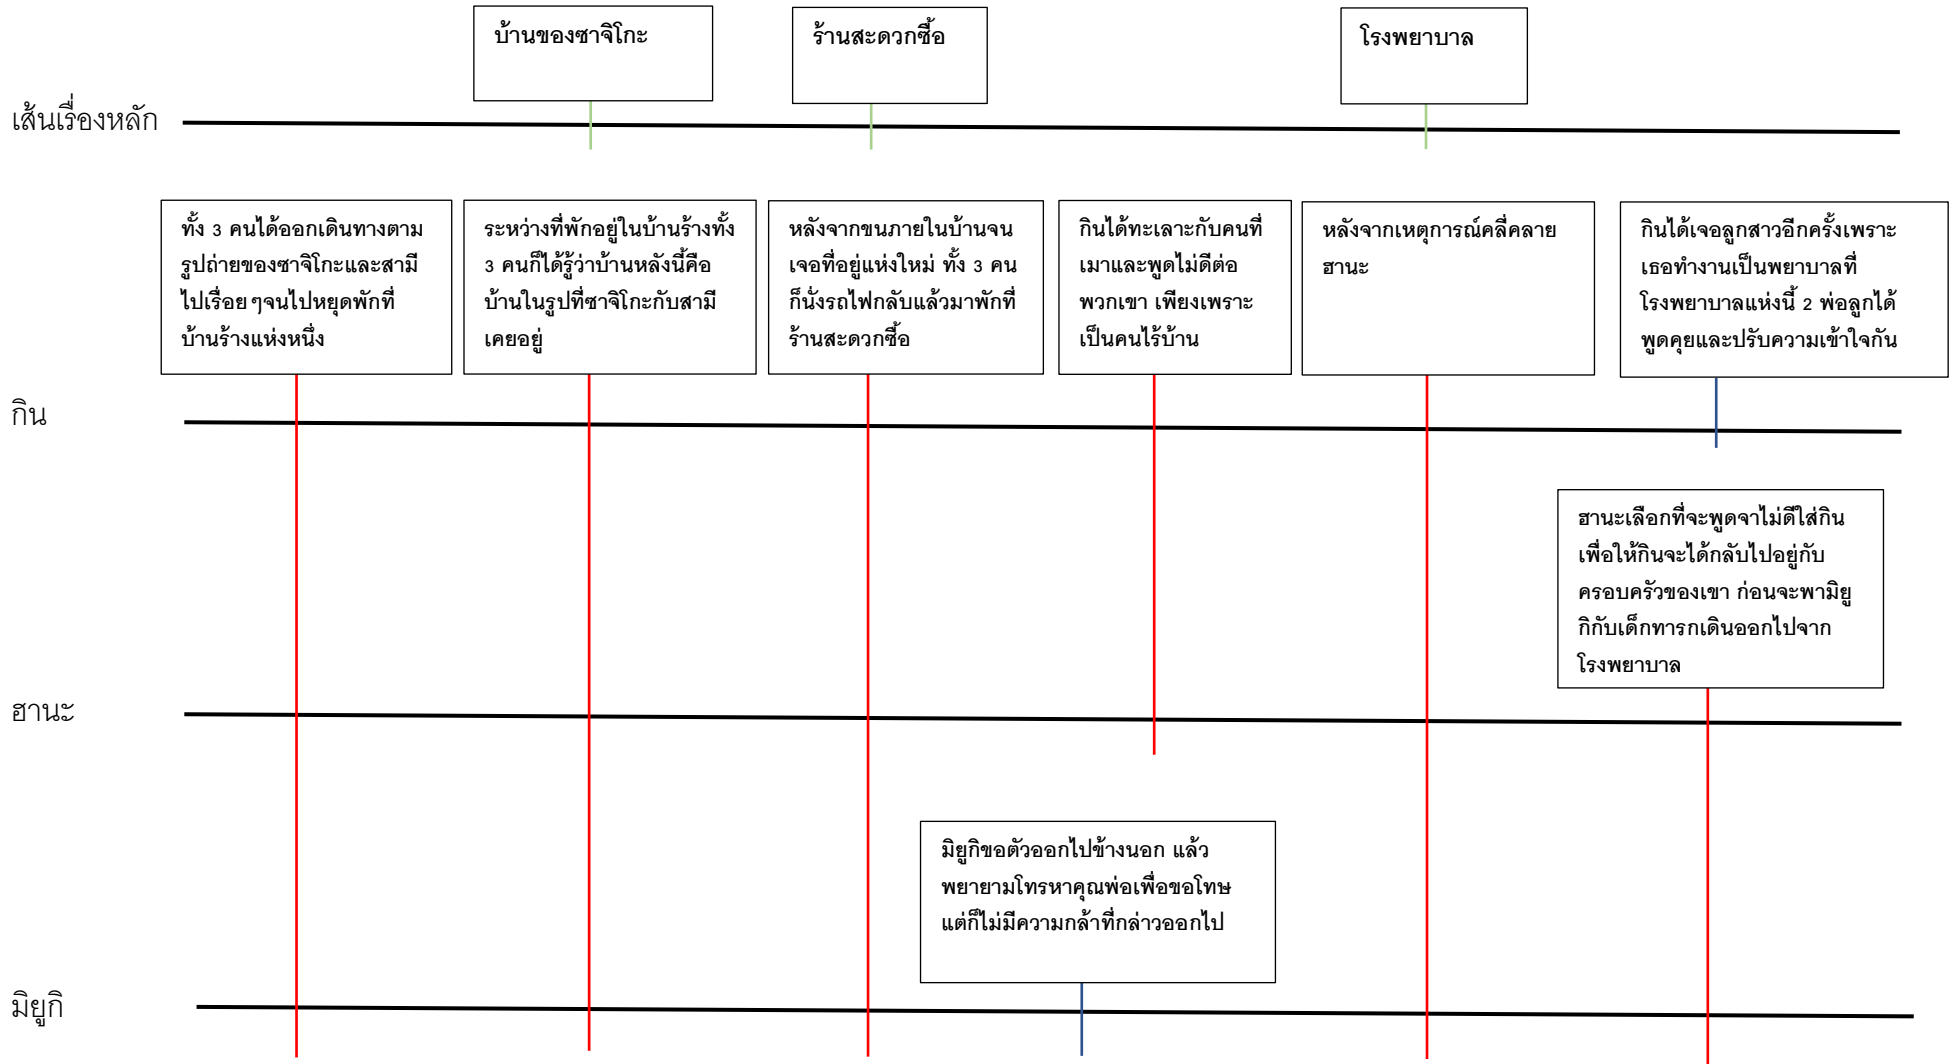 บ้านของซาจิโกะ
ร้านสะดวกซื้อ
โรงพยาบาล
เส้นเรื่องหลัก
ทั้ง 3 คนได้ออกเดินทางตาม
รูปถ่ายของซาจิโกะและสามี
ไปเรื่อย ๆจนไปหยุดพักที่
บ้านร้างแห่งหนึ่ง
ระหว่างที่พักอยู่ในบ้านร้างทั้ง
3 คนก็ได้รู้ว่าบ้านหลังนี้คือ
บ้านในรูปที่ซาจิโกะกับสามี
เคยอยู่
หลังจากขนภายในบ้านจน
เจอที่อยู่แห่งใหม่ ทั้ง 3 คน
ก็นั่งรถไฟกลับแล้วมาพักที่
ร้านสะดวกซื้อ
กินได้ทะเลาะกับคนที่
เมาและพูดไม่ดีต่อ
พวกเขา เพียงเพราะ
เป็นคนไร้บ้าน
หลังจากเหตุการณ์คลี่คลาย
ฮานะ
กินได้เจอลูกสาวอีกครั้งเพราะ
เธอทำงานเป็นพยาบาลที่
โรงพยาบาลแห่งนี้ 2 พ่อลูกได้
พูดคุยและปรับความเข้าใจกัน
กิน
ฮานะเลือกที่จะพูดจาไม่ดีใส่กิน
เพื่อให้กินจะได้กลับไปอยู่กับ
ครอบครัวของเขา ก่อนจะพามิยู
กิกับเด็กทารกเดินออกไปจาก
โรงพยาบาล
ฮานะ
มิยูกิขอตัวออกไปข้างนอก แล้ว
พยายามโทรหาคุณพ่อเพื่อขอโทษ
แต่ก็ไม่มีความกล้าที่กล่าวออกไป
มิยูกิ